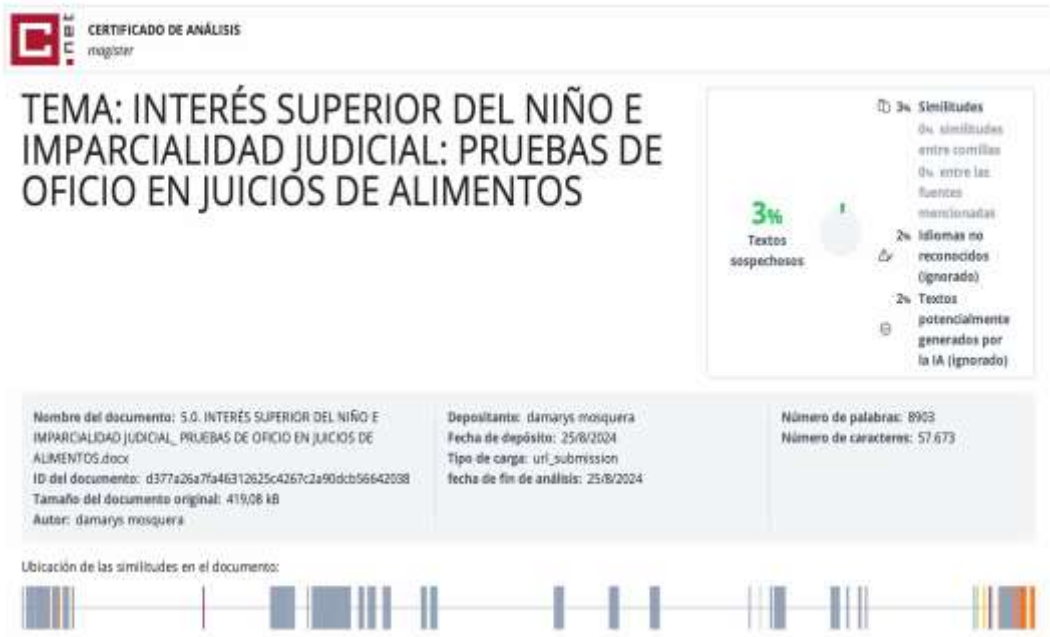 C
.net
CERTIFICADO DE ANÁLISIS
magister
TEMA: INTERÉS SUPERIOR DEL NIÑO E
IMPARCIALIDAD JUDICIAL: PRUEBAS DE
OFICIO EN JUICIOS DE ALIMENTOS
3%
Textos
sospechosos
3% Similitudes
0% similitudes
entre comillas
0% entre las
fuentes
mencionadas
2% Idiomas no
reconocidos
(ignorado)
2% Textos
potencialmente
generados por
la IA (ignorado)
Nombre del documento: 5.0. INTERÉS SUPERIOR DEL NIÑO E
IMPARCIALIDAD JUDICIAL_ PRUEBAS DE OFICIO EN JUICIOS DE
ALIMENTOS.docx
ID del documento: d377a26a7fa46312625c4267c2a90dcb56642038
Tamaño del documento original: 419,08 kB
Autor: damarys mosquera
Depositante: damarys mosquera
Fecha de depósito: 25/8/2024
Tipo de carga: url_submission
fecha de fin de análisis: 25/8/2024
Número de palabras: 8903
Número de caracteres: 57.673
Ubicación de las similitudes en el documento: